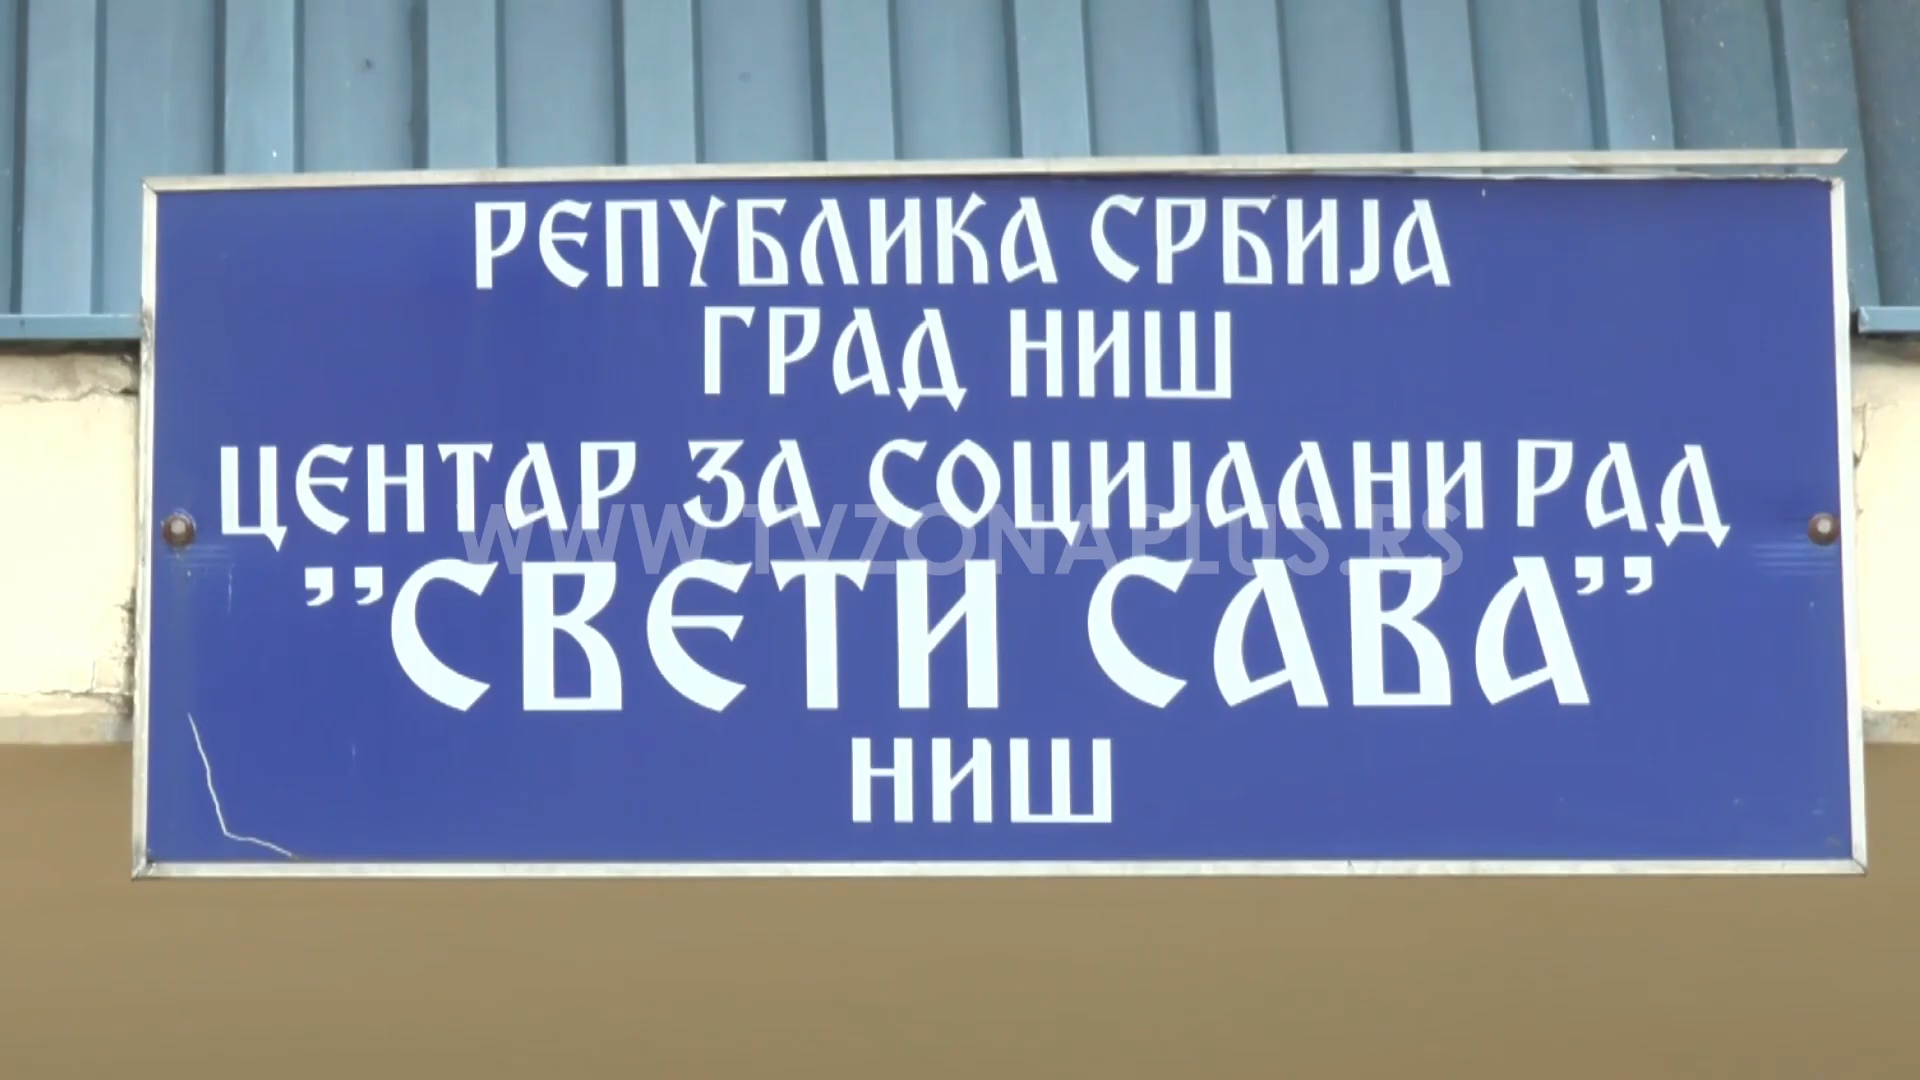 РЕПУБЛИКА СРБИЈА
ГРАД НИШ
ЦЕНТАР ЗА СОЦИЈАЛНИ РАД
WWW.TVZONAPLUS.RS
”СВЕТИ САВА”
НИШ